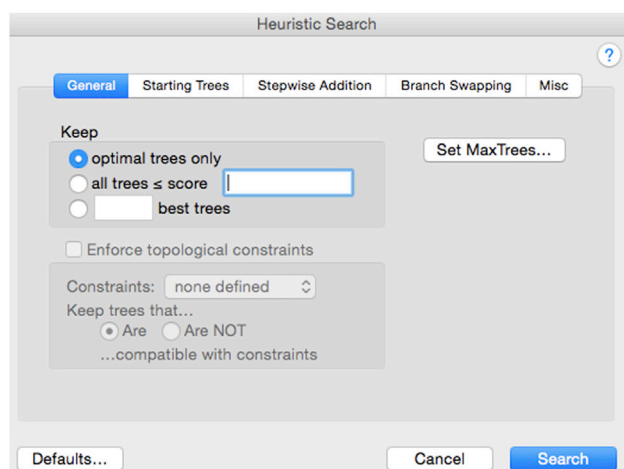 Heuristic Search
?
General Starting Trees Stepwise Addition Branch Swapping Misc
Keep
optimal trees only
Set MaxTrees...
all trees ≤ score
best trees
Enforce topological constraints
Constraints: none defined
Keep trees that...
Are Are NOT
...compatible with constraints
Defaults... Cancel Search